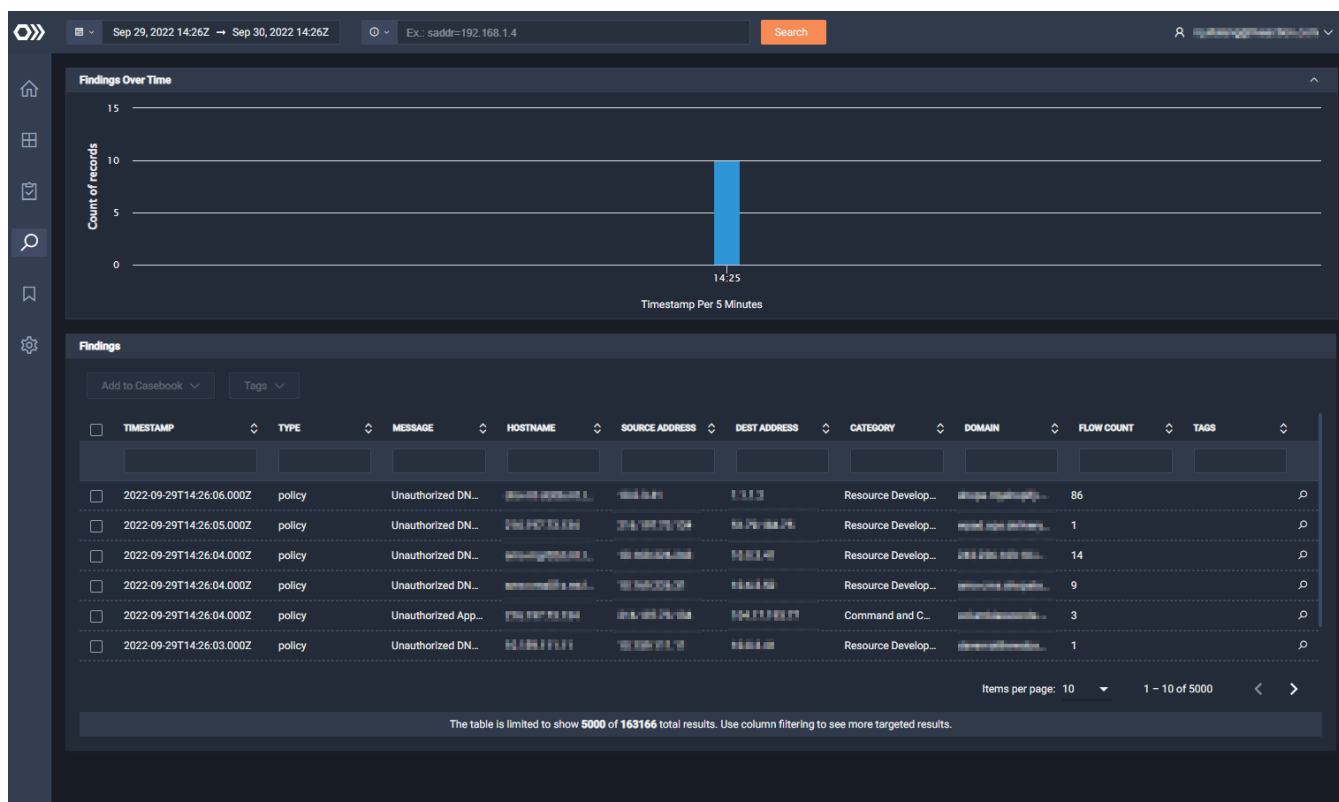 Sep 29, 2022 14:26Z → Sep 30, 2022 14:26Z Ex.: saddr=192.168.1.4 Search
Findings Over Time
15
10
5
0
Count of records
14:25
Timestamp Per 5 Minutes
Findings
Add to Casebook Tags
TIMESTAMP TYPE MESSAGE HOSTNAME SOURCE ADDRESS DEST ADDRESS CATEGORY DOMAIN FLOW COUNT TAGS
2022-09-29T14:26:06.000Z policy Unauthorized DN... Resource Develop... 86
2022-09-29T14:26:05.000Z policy Unauthorized DN... Resource Develop... 1
2022-09-29T14:26:04.000Z policy Unauthorized DN... Resource Develop... 14
2022-09-29T14:26:04.000Z policy Unauthorized DN... Resource Develop... 9
2022-09-29T14:26:04.000Z policy Unauthorized App... Command and C... 3
2022-09-29T14:26:03.000Z policy Unauthorized DN... Resource Develop... 1
Items per page: 10 1 – 10 of 5000
The table is limited to show 5000 of 163166 total results. Use column filtering to see more targeted results.